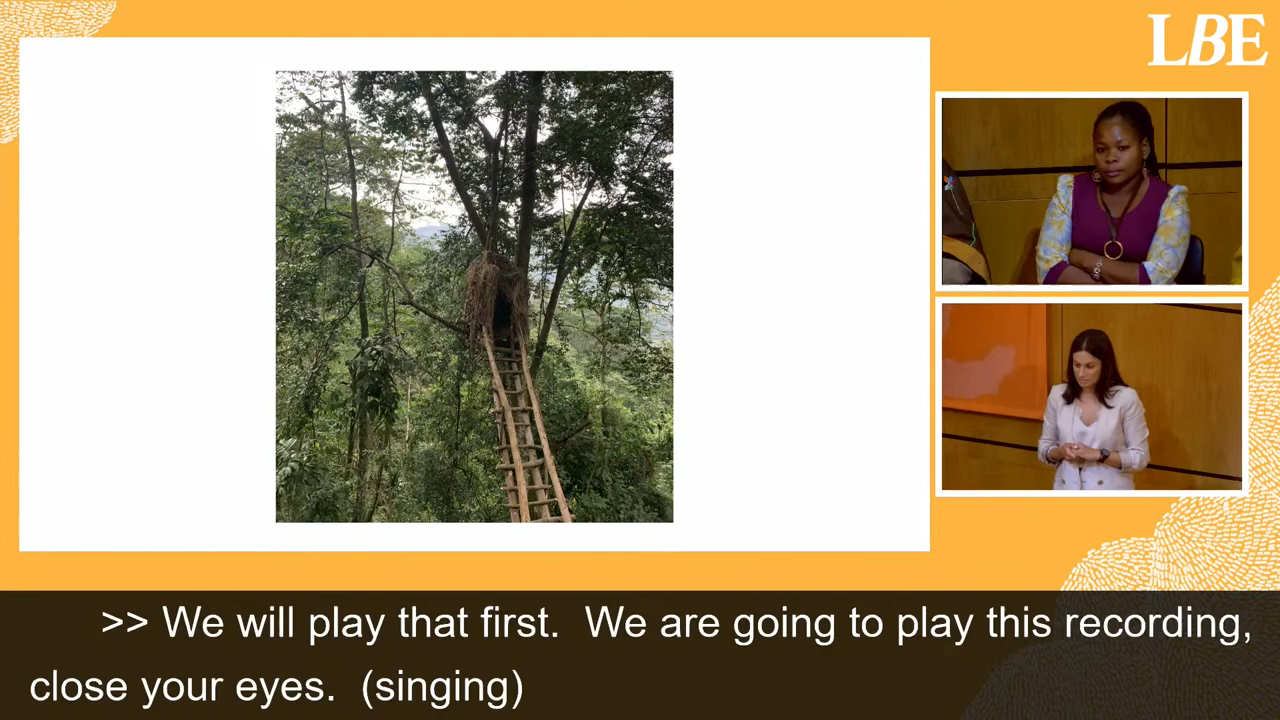 LBE
>> We will play that first.  We are going to play this recording,
close your eyes.  (singing)